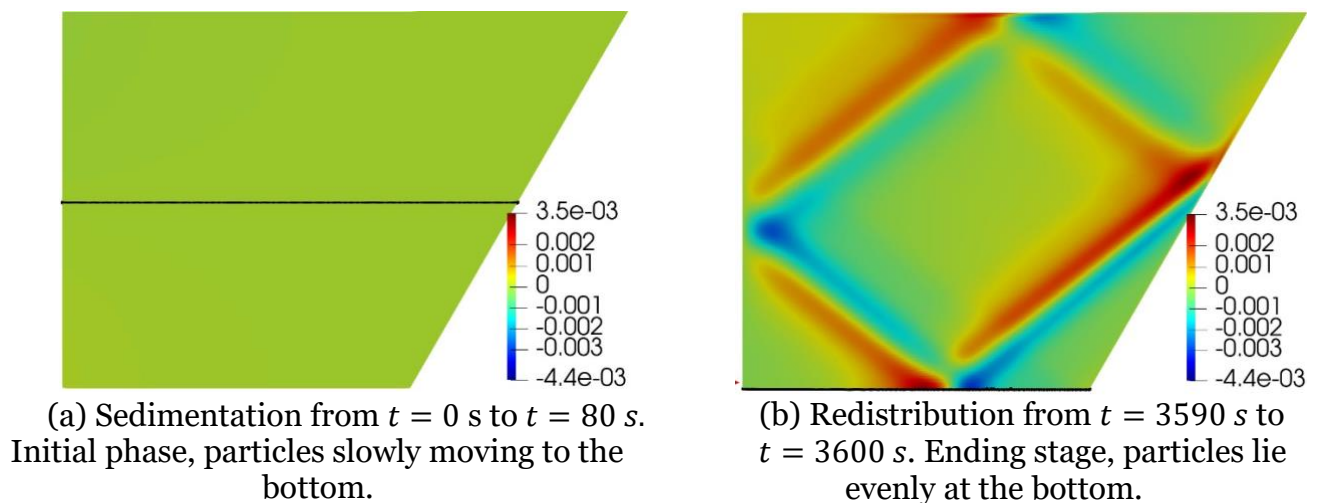 3.5e-03
0.002
0.001
0
-0.001
-0.002
-0.003
-4.4e-03
(a) Sedimentation from t = 0 s to t = 80 s.
Initial phase, particles slowly moving to the
bottom.
3.5e-03
0.002
0.001
0
-0.001
-0.002
-0.003
-4.4e-03
(b) Redistribution from t = 3590 s to
t = 3600 s. Ending stage, particles lie
evenly at the bottom.